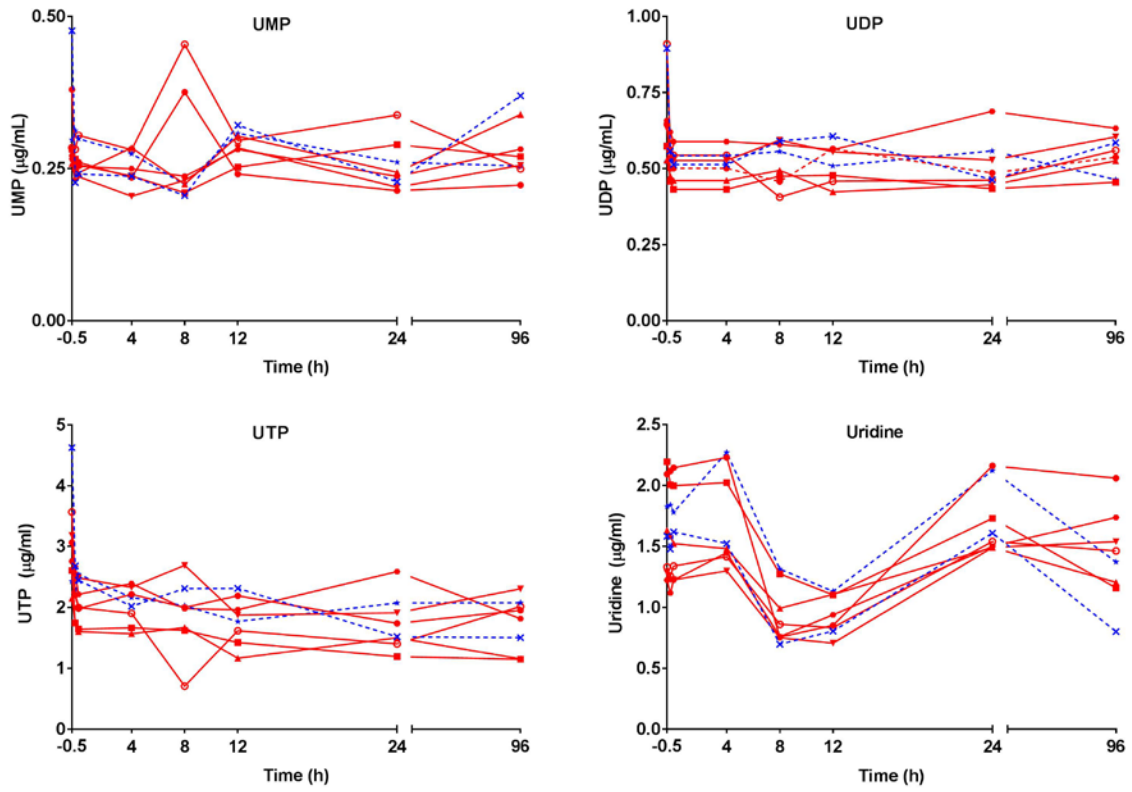 UMP
0.50
0.25
0.00
UMP (µg/mL)
-0.5 4 8 12 24 96
Time (h)
UDP
1.00
0.75
0.50
0.25
0.00
UDP (µg/mL)
-0.5 4 8 12 24 96
Time (h)
UTP
5
4
3
2
1
0
UTP (µg/ml)
-0.5 4 8 12 24 96
Time (h)
Uridine
2.5
2.0
1.5
1.0
0.5
0.0
Uridine (µg/ml)
-0.5 4 8 12 24 96
Time (h)